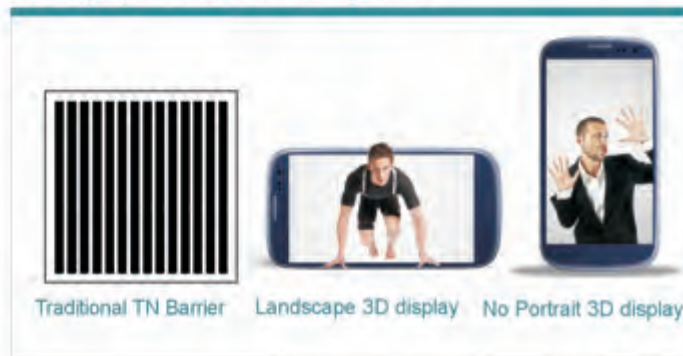 Traditional TN Barrier
Landscape 3D display
No Portrait 3D display